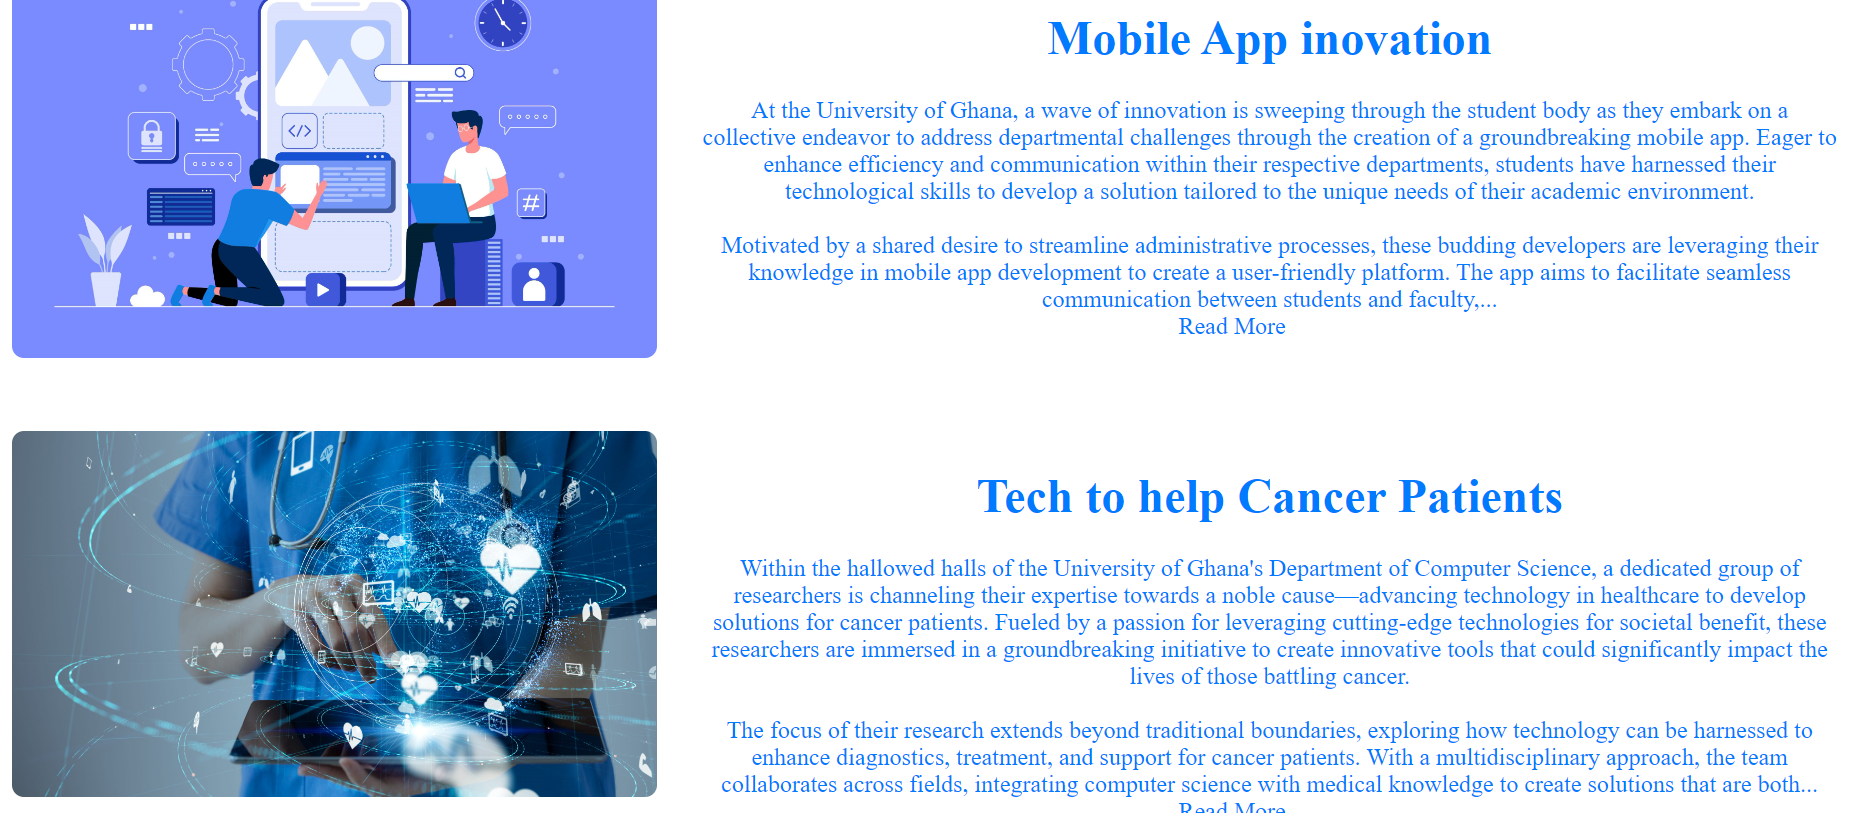 Mobile App inovation
At the University of Ghana, a wave of innovation is sweeping through the student body as they embark on a
collective endeavor to address departmental challenges through the creation of a groundbreaking mobile app. Eager to
enhance efficiency and communication within their respective departments, students have harnessed their
technological skills to develop a solution tailored to the unique needs of their academic environment.
Motivated by a shared desire to streamline administrative processes, these budding developers are leveraging their
knowledge in mobile app development to create a user-friendly platform. The app aims to facilitate seamless
communication between students and faculty,...
Read More
</>
#
Tech to help Cancer Patients
Within the hallowed halls of the University of Ghana's Department of Computer Science, a dedicated group of
researchers is channeling their expertise towards a noble cause—advancing technology in healthcare to develop
solutions for cancer patients. Fueled by a passion for leveraging cutting-edge technologies for societal benefit, these
researchers are immersed in a groundbreaking initiative to create innovative tools that could significantly impact the
lives of those battling cancer.
The focus of their research extends beyond traditional boundaries, exploring how technology can be harnessed to
enhance diagnostics, treatment, and support for cancer patients. With a multidisciplinary approach, the team
collaborates across fields, integrating computer science with medical knowledge to create solutions that are both...
Read More